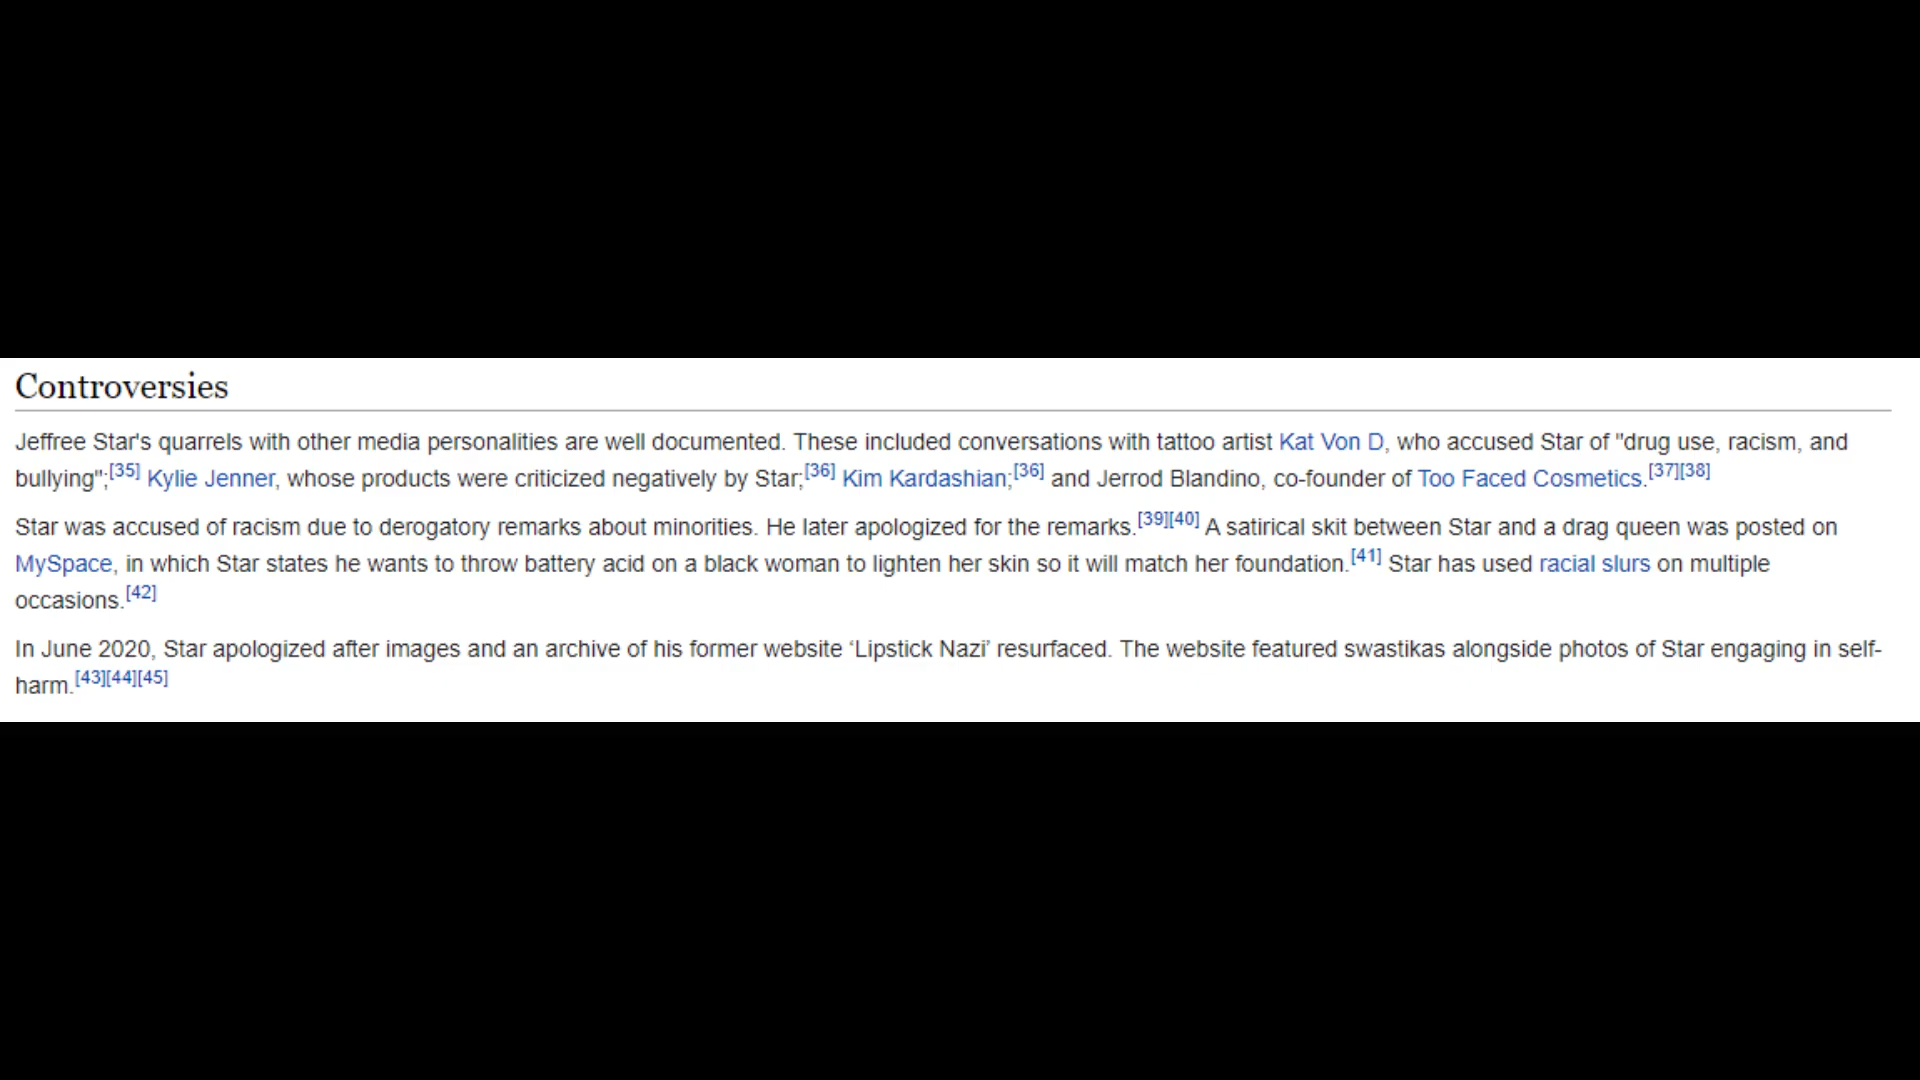 Controversies
Jeffree Star's quarrels with other media personalities are well documented. These included conversations with tattoo artist Kat Von D, who accused Star of "drug use, racism, and
bullying";[35] Kylie Jenner, whose products were criticized negatively by Star;[36] Kim Kardashian;[36] and Jerrod Blandino, co-founder of Too Faced Cosmetics.[37][38]
Star was accused of racism due to derogatory remarks about minorities. He later apologized for the remarks.[39][40] A satirical skit between Star and a drag queen was posted on
MySpace, in which Star states he wants to throw battery acid on a black woman to lighten her skin so it will match her foundation.[41] Star has used racial slurs on multiple
occasions.[42]
In June 2020, Star apologized after images and an archive of his former website ‘Lipstick Nazi’ resurfaced. The website featured swastikas alongside photos of Star engaging in self-
harm.[43][44][45]